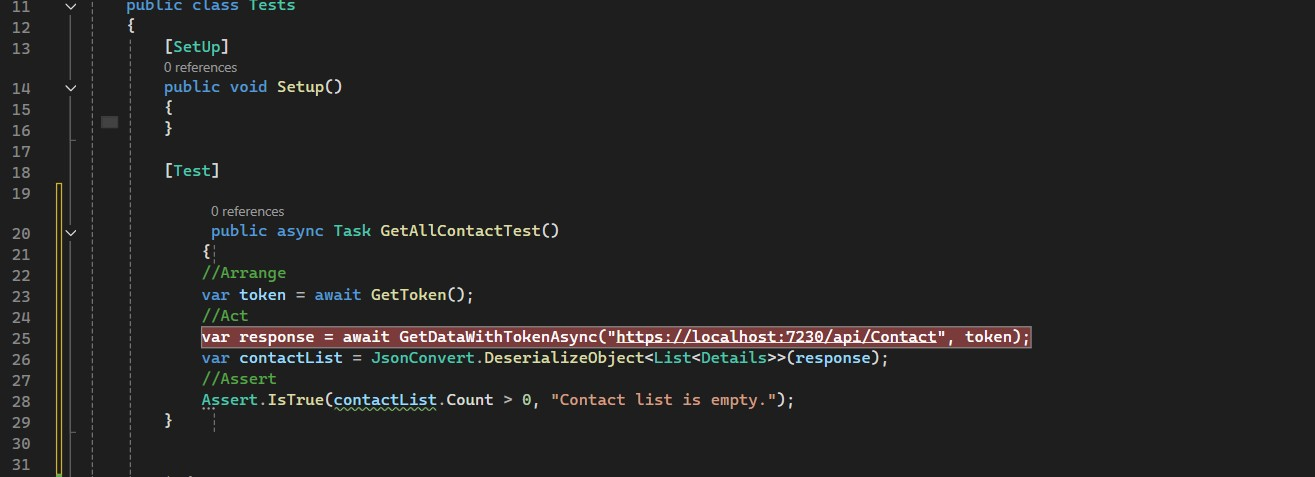 11 public class Tests
12 {
13 [SetUp]
0 references
14 public void Setup()
15 {
16 }
17
18 [Test]
19
0 references
20 public async Task GetAllContactTest()
21 {
22 //Arrange
23 var token = await GetToken();
24 //Act
25 var response = await GetDataWithTokenAsync("https://localhost:7230/api/Contact", token);
26 var contactList = JsonConvert.DeserializeObject<List<Details>>(response);
27 //Assert
28 Assert.IsTrue(contactList.Count > 0, "Contact list is empty.");
29 }
30
31